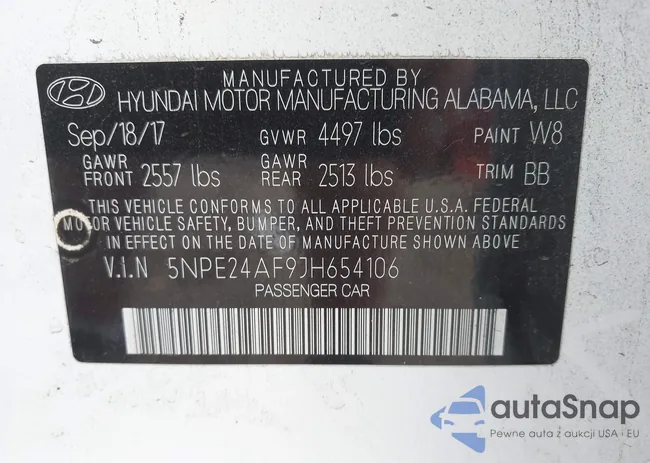 MANUFACTURED BY
HYUNDAI MOTOR MANUFACTURING ALABAMA, LLC
Sep/18/17 GVWR 4497 lbs PAINT W8
GAWR FRONT 2557 lbs GAWR REAR 2513 lbs TRIM BB
THIS VEHICLE CONFORMS TO ALL APPLICABLE U.S.A. FEDERAL
MOTOR VEHICLE SAFETY, BUMPER, AND THEFT PREVENTION STANDARDS
IN EFFECT ON THE DATE OF MANUFACTURE SHOWN ABOVE
V.I.N 5NPE24AF9JH654106
PASSENGER CAR
autaSnap
Pewne auta z aukcji USA i EU